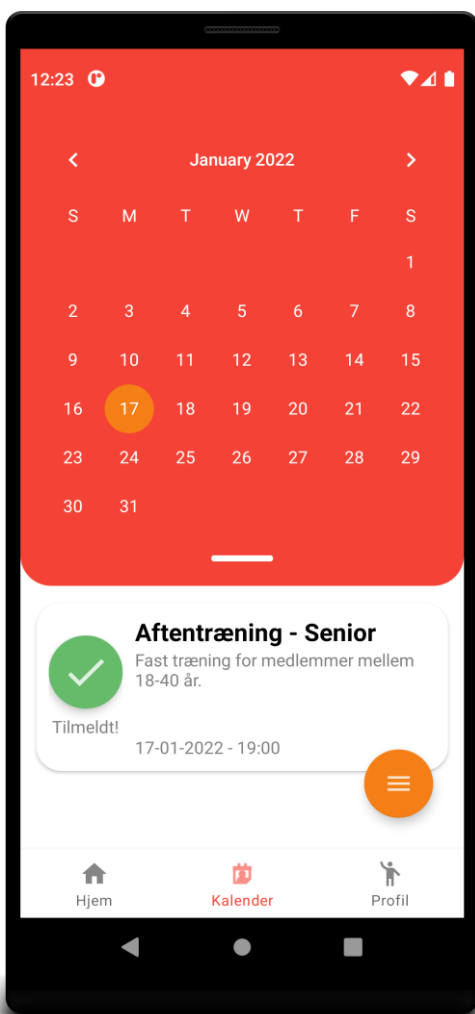 12:23
January 2022
S M T W T F S
1
2 3 4 5 6 7 8
9 10 11 12 13 14 15
16 17 18 19 20 21 22
23 24 25 26 27 28 29
30 31
Aftentræning - Senior
Fast træning for medlemmer mellem
18-40 år.
Tilmeldt!
17-01-2022 - 19:00
Hjem Kalender Profil